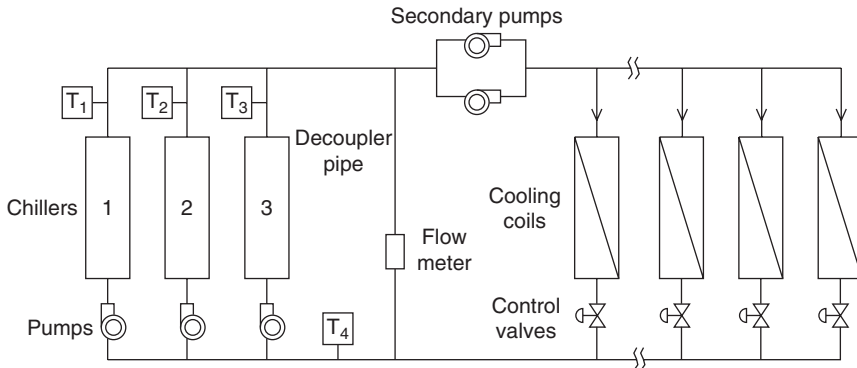 Secondary pumps
T₁
T₂
T₃
Decoupler
pipe
Chillers
1
2
3
Cooling
coils
Flow
meter
Pumps
T₄
Control
valves